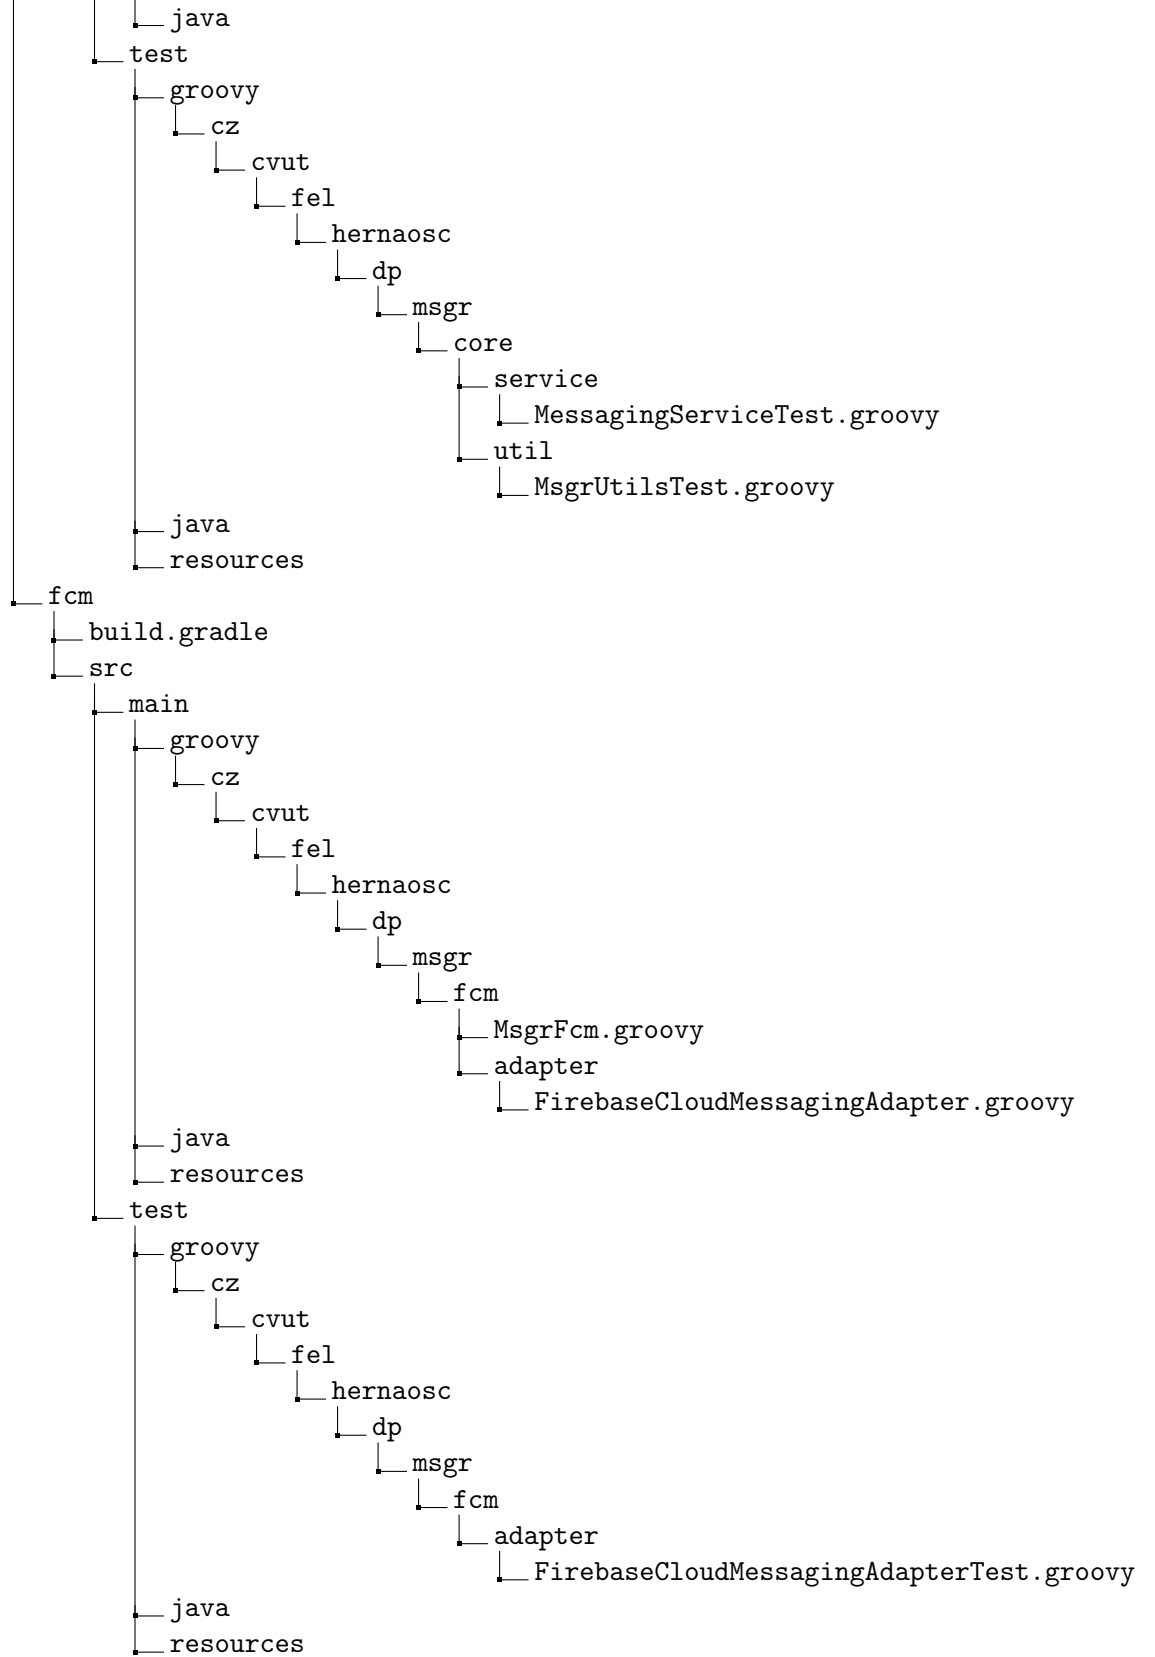 java
test
groovy
cz
cvut
fel
hernaosc
dp
msgr
core
service
MessagingServiceTest.groovy
util
MsgrUtilsTest.groovy
java
resources
fcm
build.gradle
src
main
groovy
cz
cvut
fel
hernaosc
dp
msgr
fcm
MsgrFcm.groovy
adapter
FirebaseCloudMessagingAdapter.groovy
java
resources
test
groovy
cz
cvut
fel
hernaosc
dp
msgr
fcm
adapter
FirebaseCloudMessagingAdapterTest.groovy
java
resources